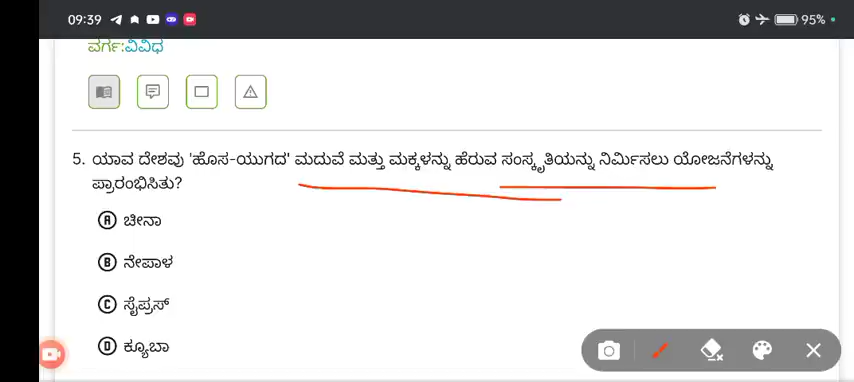 09:39
95%
ವರ್ಗ:ವಿವಿಧ
5. ಯಾವ ದೇಶವು 'ಹೊಸ-ಯುಗದ' ಮದುವೆ ಮತ್ತು ಮಕ್ಕಳನ್ನು ಹೆರುವ ಸಂಸ್ಕೃತಿಯನ್ನು ನಿರ್ಮಿಸಲು ಯೋಜನೆಗಳನ್ನು
ಪ್ರಾರಂಭಿಸಿತು?
A ಚೀನಾ
B ನೇಪಾಳ
C ಸೈಪ್ರಸ್
D ಕ್ಯೂಬಾ